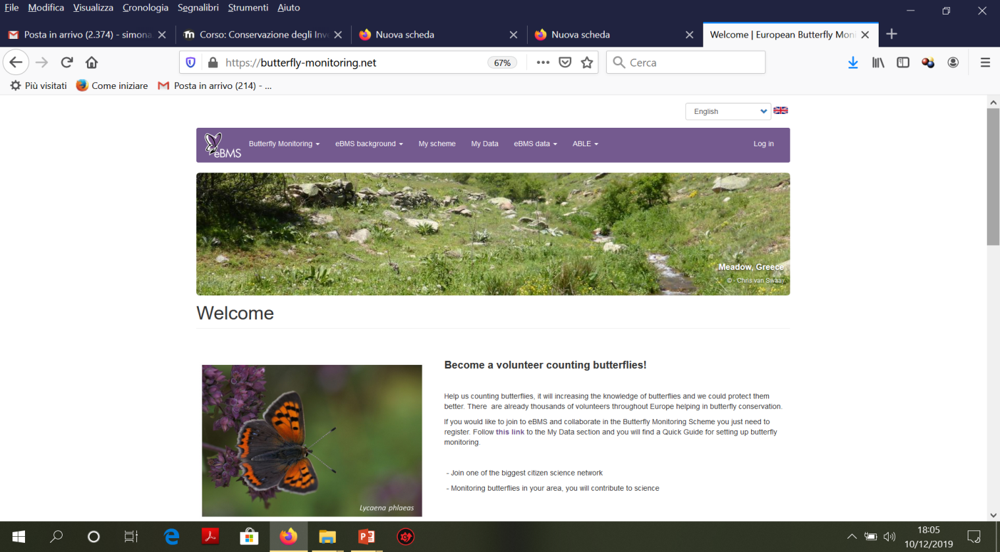 File Modifica Visualizza Cronologia Segnalibri Strumenti Aiuto
Posta in arrivo (2.374) - simona
Corso: Conservazione degli Inv
Nuova scheda
Nuova scheda
Welcome | European Butterfly Moni
https://butterfly-monitoring.net
67%
Cerca
Più visitati
Come iniziare
Posta in arrivo (214) - ...
English
eBMS
Butterfly Monitoring
eBMS background
My scheme
My Data
eBMS data
ABLE
Log in
Meadow, Greece
© - Chris van Swaay
Welcome
Become a volunteer counting butterflies!
Help us counting butterflies, it will increasing the knowledge of butterflies and we could protect them
better. There are already thousands of volunteers throughout Europe helping in butterfly conservation.
If you would like to join to eBMS and collaborate in the Butterfly Monitoring Scheme you just need to
register. Follow this link to the My Data section and you will find a Quick Guide for setting up butterfly
monitoring.
- Join one of the biggest citizen science network
- Monitoring butterflies in your area, you will contribute to science
Lycaena phlaeas
18:05
10/12/2019